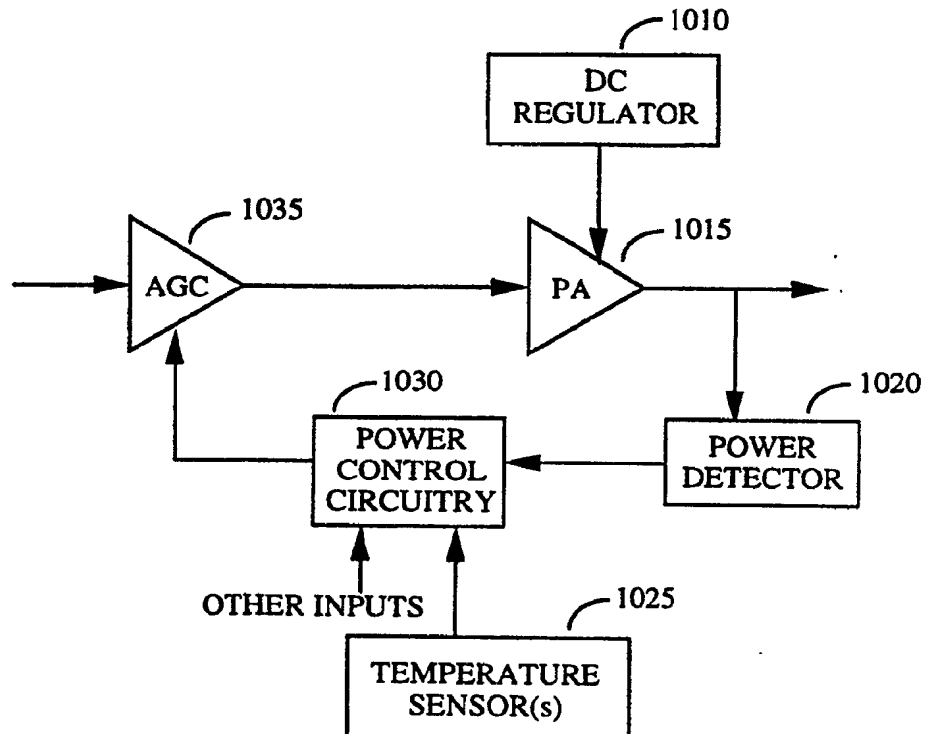 1010
DC
REGULATOR
1035
1015
AGC
PA
1030
1020
POWER
CONTROL
CIRCUITRY
POWER
DETECTOR
OTHER INPUTS
1025
TEMPERATURE
SENSOR(s)